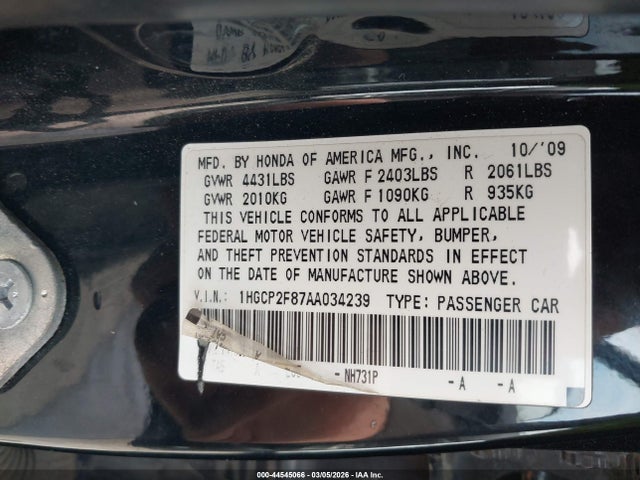 MFD. BY HONDA OF AMERICA MFG., INC. 10/'09
GVWR 4431LBS GAWR F 2403LBS R 2061LBS
GVWR 2010KG GAWR F 1090KG R 935KG
THIS VEHICLE CONFORMS TO ALL APPLICABLE
FEDERAL MOTOR VEHICLE SAFETY, BUMPER,
AND THEFT PREVENTION STANDARDS IN EFFECT
ON THE DATE OF MANUFACTURE SHOWN ABOVE.
V.I.N.: 1HGCP2F87AA034239 TYPE: PASSENGER CAR
- NH731P -A -A
000-44545066 - 03/05/2026 - IAA Inc.